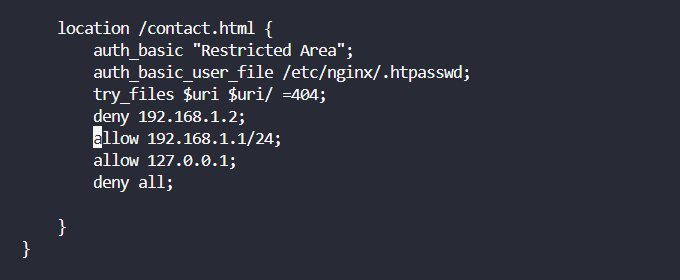 location /contact.html {
auth_basic "Restricted Area";
auth_basic_user_file /etc/nginx/.htpasswd;
try_files $uri $uri/ =404;
deny 192.168.1.2;
allow 192.168.1.1/24;
allow 127.0.0.1;
deny all;
}
}